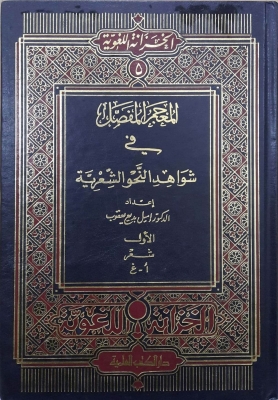 الخزانة اللغوية
٥
المعجم المفصل
في
شواهد النحو الشعرية
إعداد
الدكتور اميل بديع يعقوب
الأول
شعر
أ - غ
الخزانة اللغوية
دار الكتب العلمية